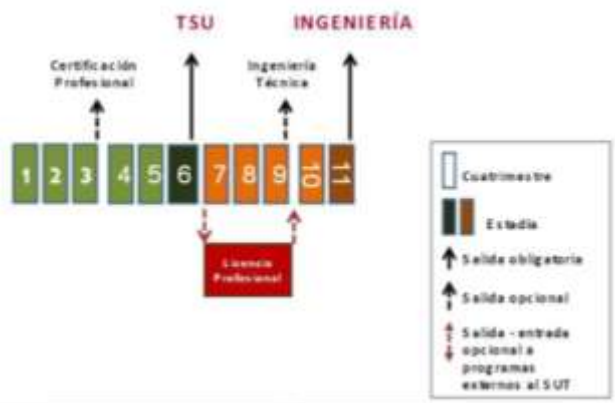 TSU
INGENIERÍA
Certificación
Profesional
Ingeniería
Técnica
1 2 3 4 5 6 7 8 9 10 11
Licencia
Profesional
Cuatrimestre
Estadía
Salida obligatoria
Salida opcional
Salida - entrada
opcional a
programas
externos al SUT